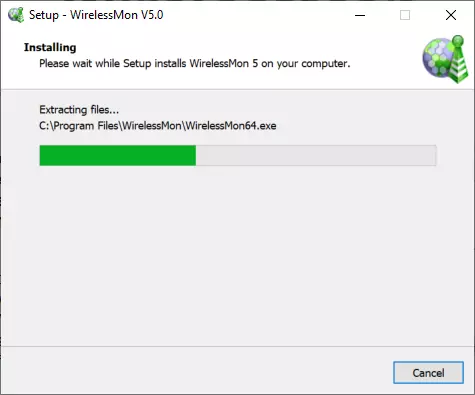 Setup - WirelessMon V5.0
Installing
Please wait while Setup installs WirelessMon 5 on your computer.
Extracting files...
C:\Program Files\WirelessMon\WirelessMon64.exe
Cancel